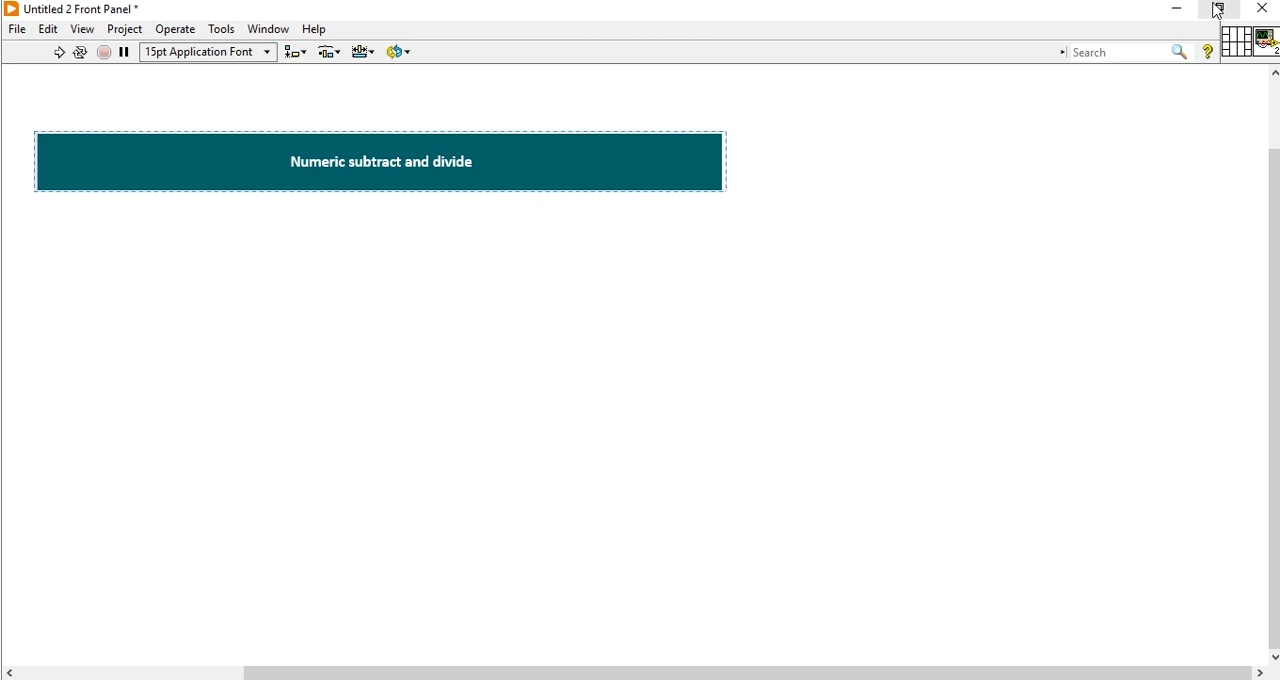 Untitled 2 Front Panel *
File Edit View Project Operate Tools Window Help
15pt Application Font Search ?
2
Numeric subtract and divide